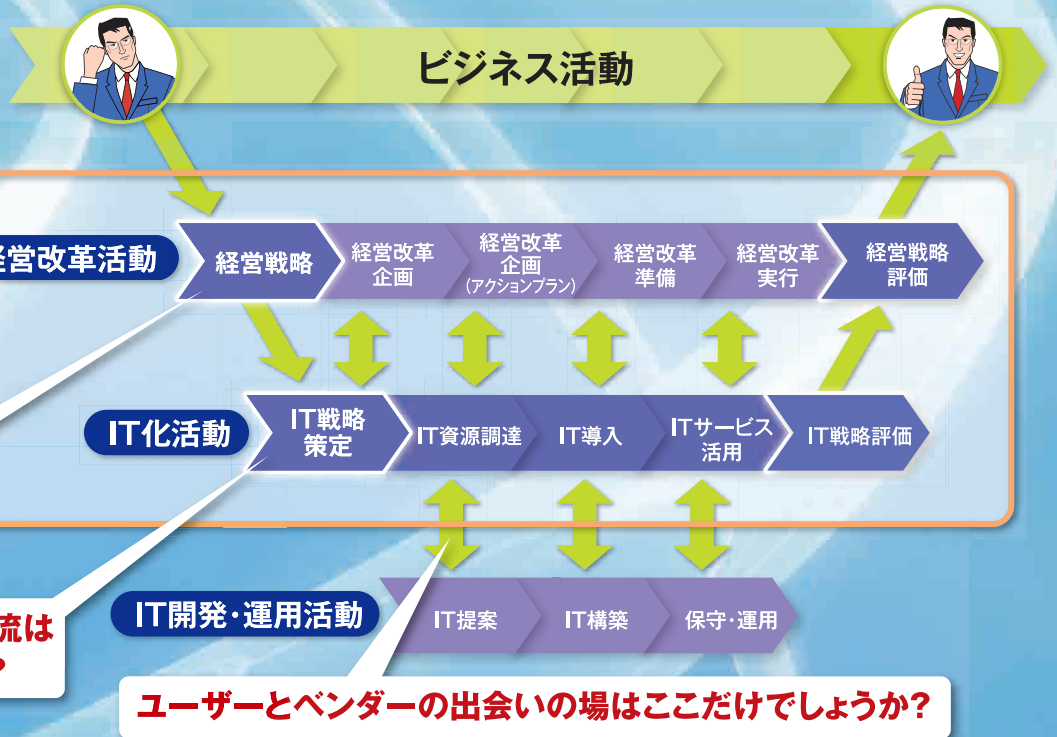 ビジネス活動
営改革活動
経営戦略
経営改革
企画
経営改革
企画
(アクションプラン)
経営改革
準備
経営改革
実行
経営戦略
評価
IT化活動
IT戦略
策定
IT資源調達
IT導入
ITサービス
活用
IT戦略評価
IT開発・運用活動
IT提案
IT構築
保守・運用
流は
?
ユーザーとベンダーの出会いの場はここだけでしょうか?